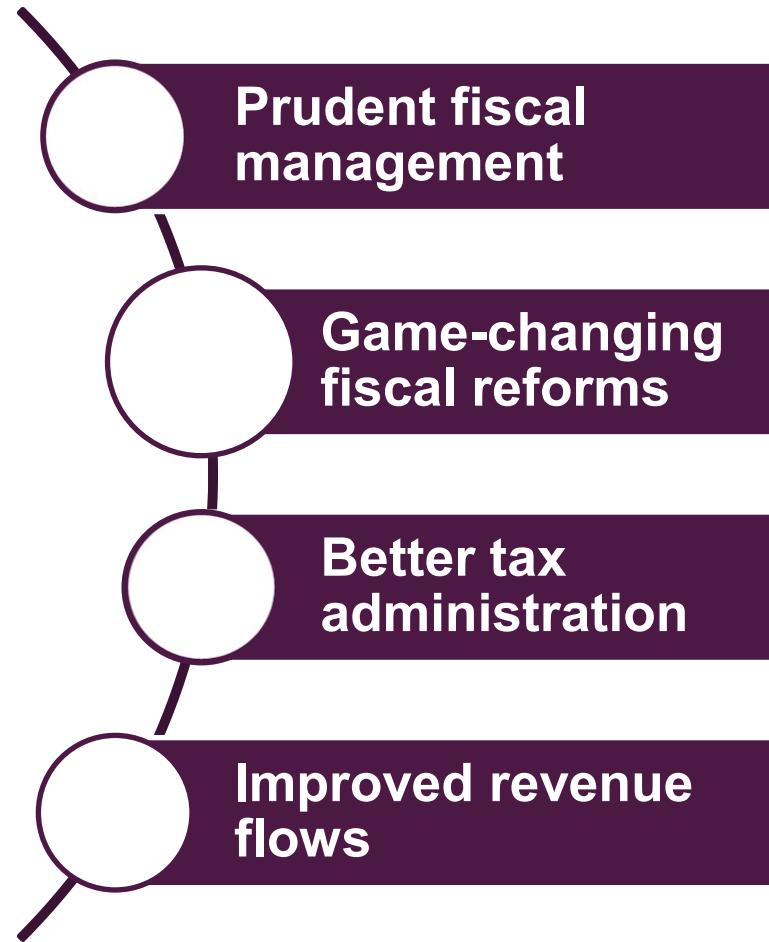 Prudent fiscal
management
Game-changing
fiscal reforms
Better tax
administration
Improved revenue
flows